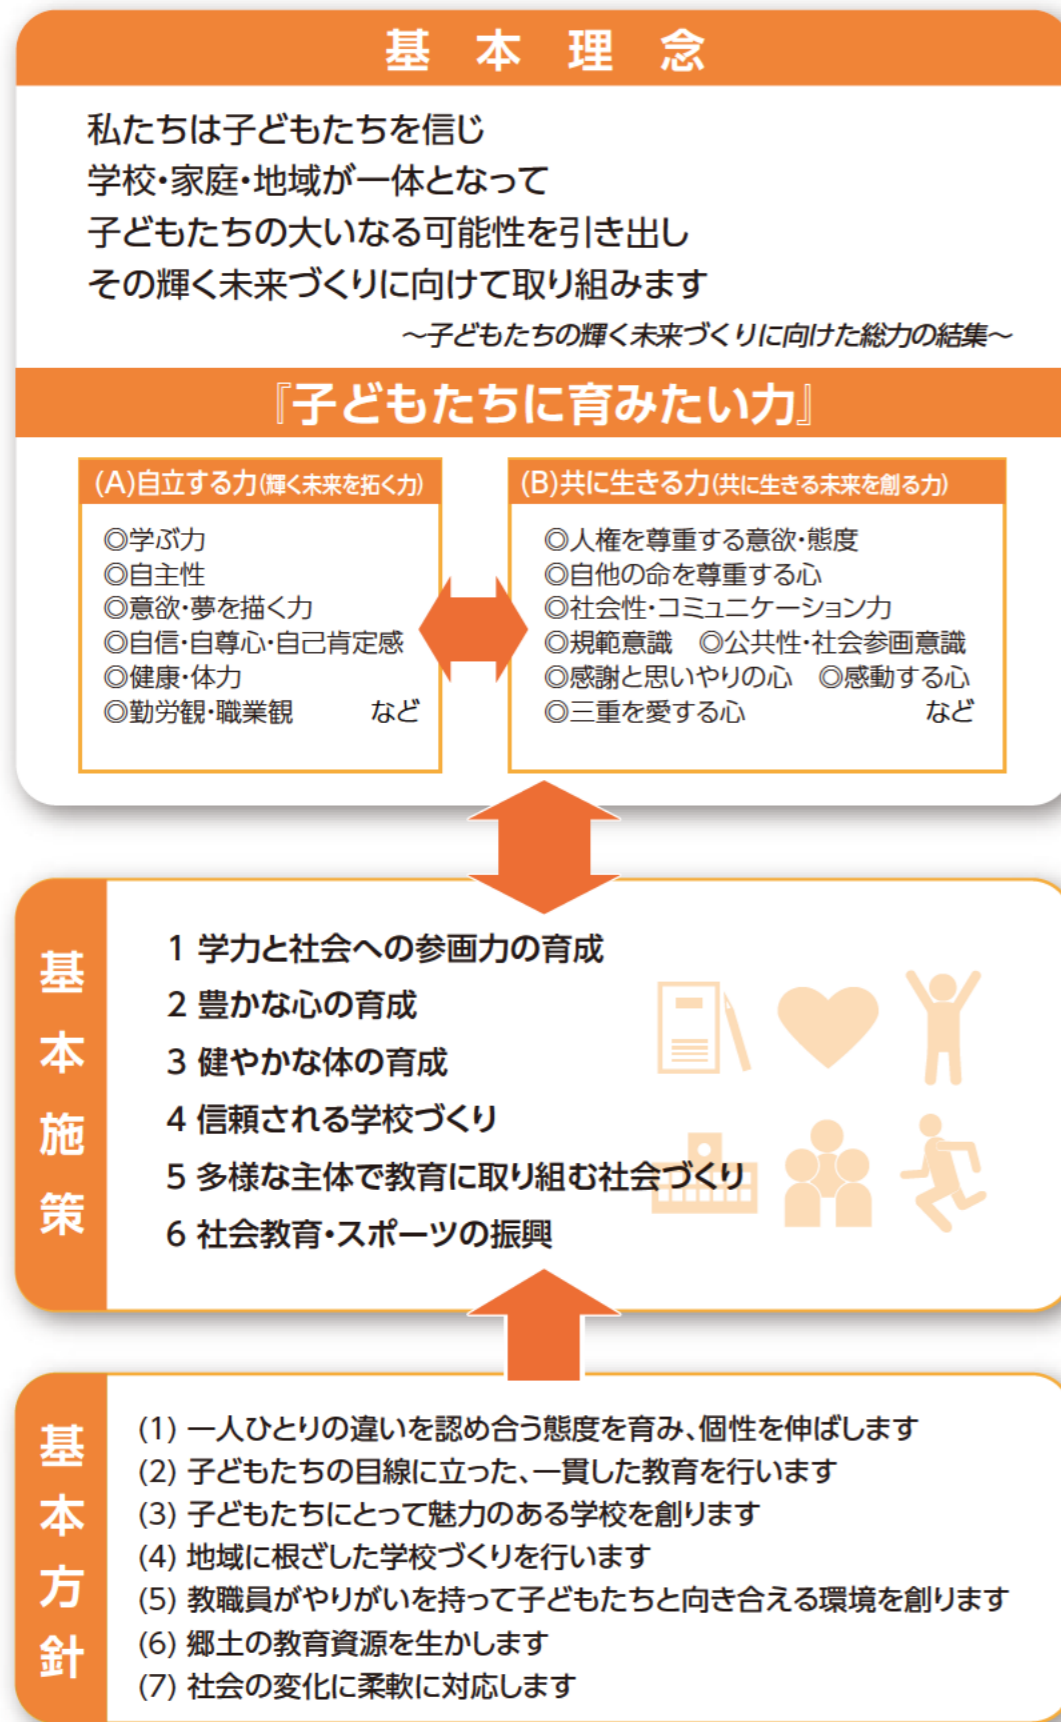 基本理念
私たちは子どもたちを信じ
学校・家庭・地域が一体となって
子どもたちの大いなる可能性を引き出し
その輝く未来づくりに向けて取り組みます
～子どもたちの輝く未来づくりに向けた総力の結集～
『子どもたちに育みたい力』
(A)自立する力(輝く未来を拓く力)
◎学ぶ力
◎自主性
◎意欲・夢を描く力
◎自信・自尊心・自己肯定感
◎健康・体力
◎勤労観・職業観 など
(B)共に生きる力(共に生きる未来を創る力)
◎人権を尊重する意欲・態度
◎自他の命を尊重する心
◎社会性・コミュニケーション力
◎規範意識 ◎公共性・社会参画意識
◎感謝と思いやりの心 ◎感動する心
◎三重を愛する心 など
基本施策
1 学力と社会への参画力の育成
2 豊かな心の育成
3 健やかな体の育成
4 信頼される学校づくり
5 多様な主体で教育に取り組む社会づくり
6 社会教育・スポーツの振興
基本方針
(1) 一人ひとりの違いを認め合う態度を育み、個性を伸ばします
(2) 子どもたちの目線に立った、一貫した教育を行います
(3) 子どもたちにとって魅力のある学校を創ります
(4) 地域に根ざした学校づくりを行います
(5) 教職員がやりがいを持って子どもたちと向き合える環境を創ります
(6) 郷土の教育資源を生かします
(7) 社会の変化に柔軟に対応します